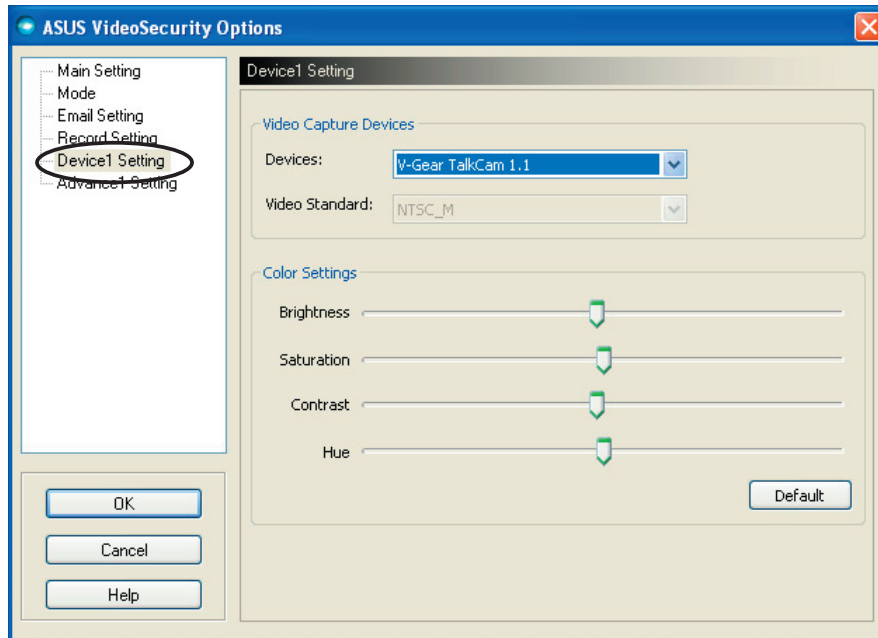 ASUS VideoSecurity Options
Main Setting
Mode
Email Setting
Record Setting
Device1 Setting
Advance1 Setting
OK
Cancel
Help
Device1 Setting
Video Capture Devices
Devices: V-Gear TalkCam 1.1
Video Standard: NTSC_M
Color Settings
Brightness
Saturation
Contrast
Hue
Default